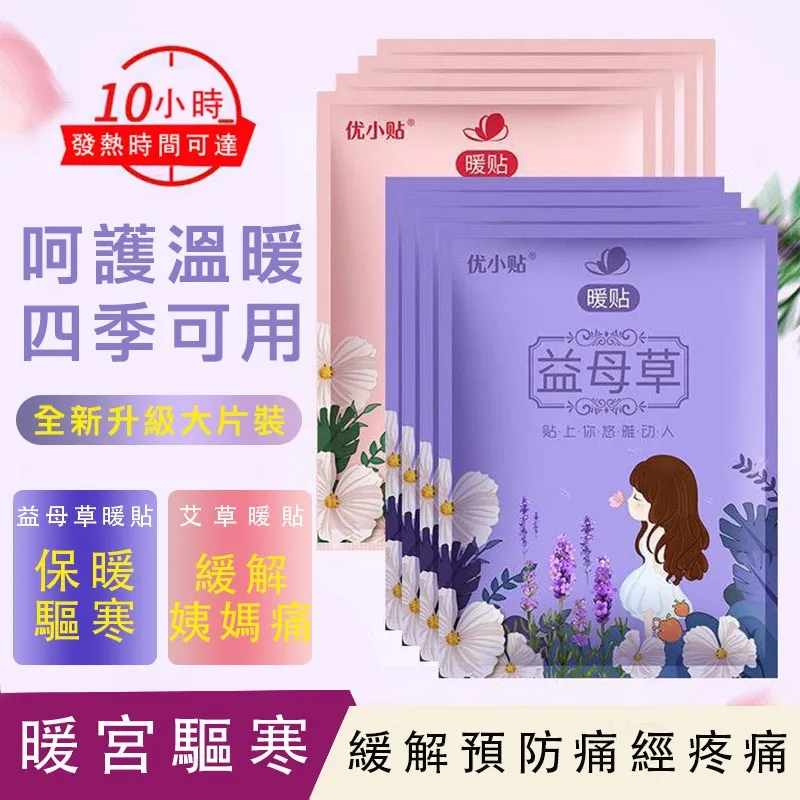 10小時
發熱時間可達
呵護溫暖
四季可用
全新升級大片裝
益母草暖貼
保暖
驅寒
艾草暖貼
緩解
姨媽痛
优小贴®
暖贴
优小贴®
暖贴
益母草
贴·上·你·悠·雅·动·人
暖宮驅寒
緩解預防痛經疼痛